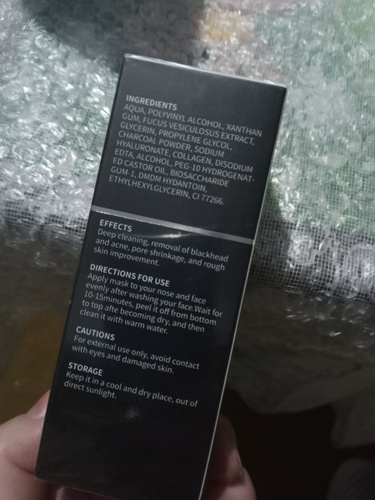 INGREDIENTS
AQUA, POLYVINYL ALCOHOL, XANTHAN
GUM, FUCUS VESICULOSUS EXTRACT,
GLYCERIN, PROPYLENE GLYCOL,
CHARCOAL POWDER, SODIUM
HYALURONATE, COLLAGEN, DISODIUM
EDTA, ALCOHOL, PEG-10 HYDROGENAT-
ED CASTOR OIL, BIOSACCHARIDE
GUM-1, DMDM HYDANTOIN,
ETHYLHEXYLGLYCERIN, CI 77266.
EFFECTS
Deep cleaning, removal of blackhead
and acne, pore shrinkage, and rough
skin improvement.
DIRECTIONS FOR USE
Apply mask to your nose and face
evenly after washing your face.Wait for
10-15minutes, peel it off from bottom
to top afte becoming dry, and then
clean it with warm water.
CAUTIONS
For external use only, avoid contact
with eyes and damaged skin.
STORAGE
Keep it in a cool and dry place, out of
direct sunlight.